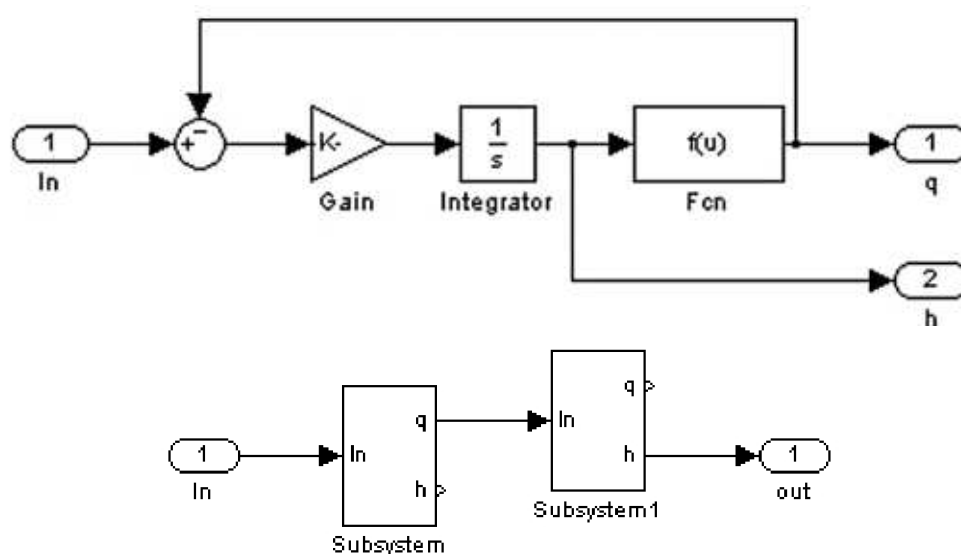 1
In
+
−
K-
Gain
1
s
Integrator
f(u)
Fcn
1
q
2
h
1
In
In
q
h
Subsystem
In
q
h
Subsystem1
1
out